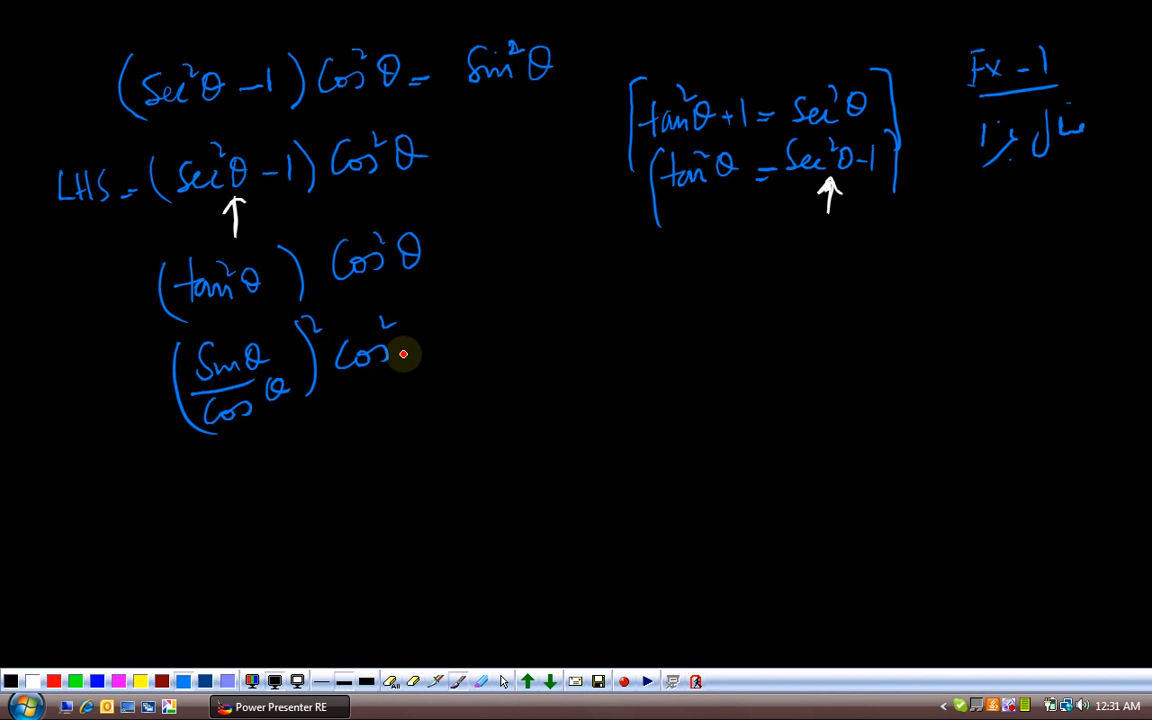 (Sec²θ - 1) Cos²θ = Sin²θ
LHS = (Sec²θ - 1) Cos²θ
(tan²θ) Cos²θ
(Sinθ/Cosθ)² Cos²
[tan²θ + 1 = Sec²θ]
[tan²θ = Sec²θ - 1]
Ex - 1
Power Presenter RE
12:31 AM